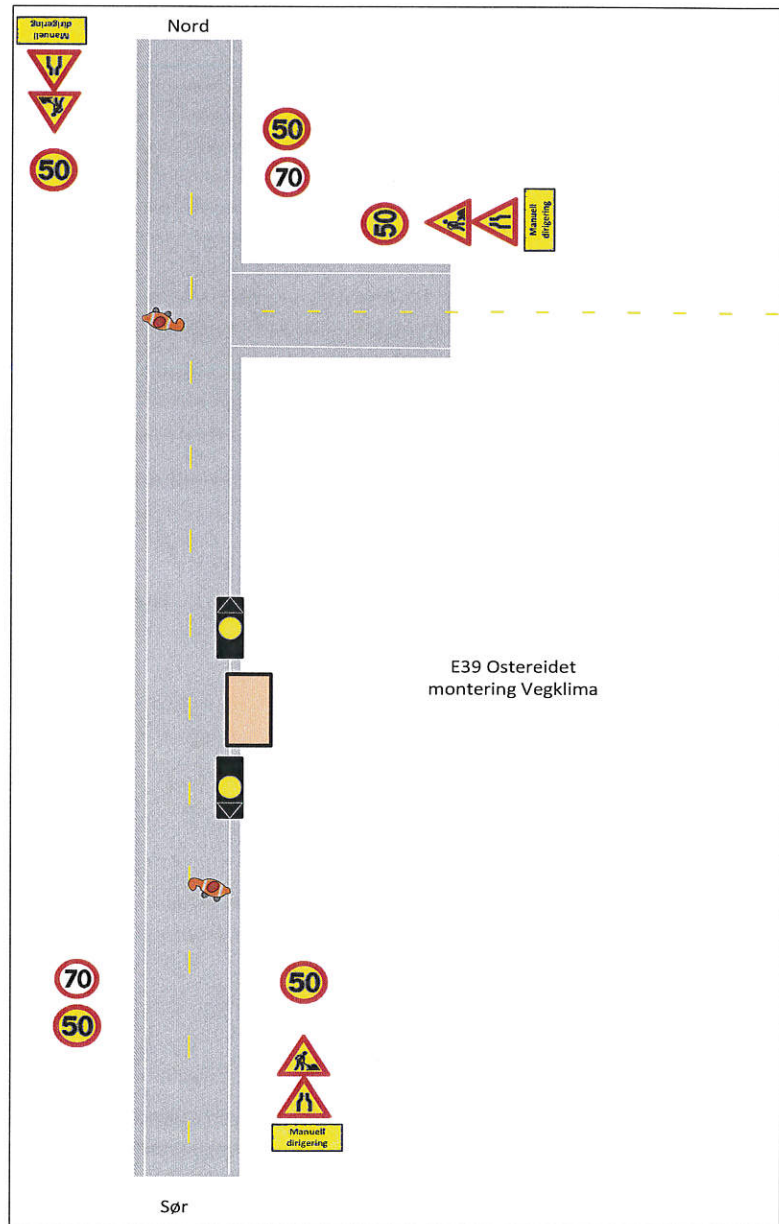 Nord
Manuell
dirigering
50
50
70
50
Manuell
dirigering
E39 Ostereidet
montering Vegklima
70
50
50
Manuell
dirigering
Sør